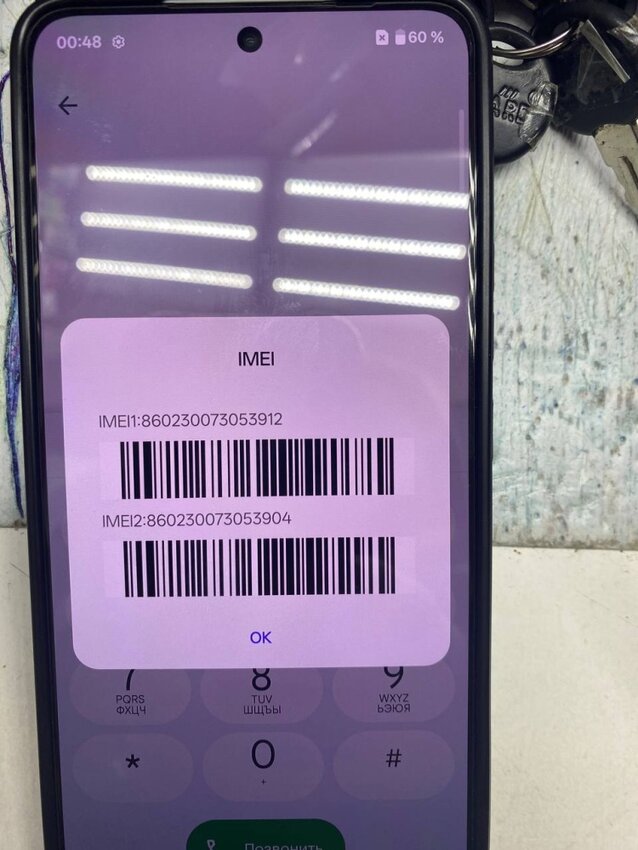 00:48 60 %
IMEI
IMEI1:860230073053912
IMEI2:860230073053904
OK
7 8 9
PQRS TUV WXYZ
ФХЦЧ ШЩЪЫ ЬЭЮЯ
* 0 #
+
Позвонить